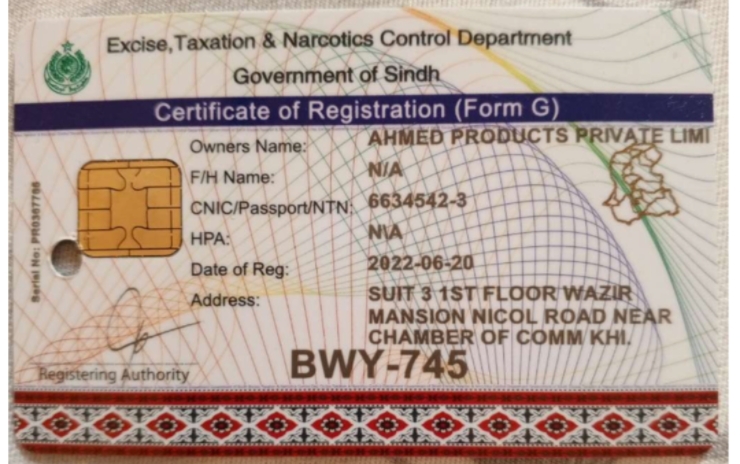 Excise, Taxation & Narcotics Control Department
Government of Sindh
Certificate of Registration (Form G)
Owners Name: AHMED PRODUCTS PRIVATE LIMI
F/H Name: N/A
CNIC/Passport/NTN: 6634542-3
HPA: N\A
Date of Reg: 2022-06-20
Address: SUIT 3 1ST FLOOR WAZIR
MANSION NICOL ROAD NEAR
CHAMBER OF COMM KHI.
BWY-745
Registering Authority
Serial No: PR0367786